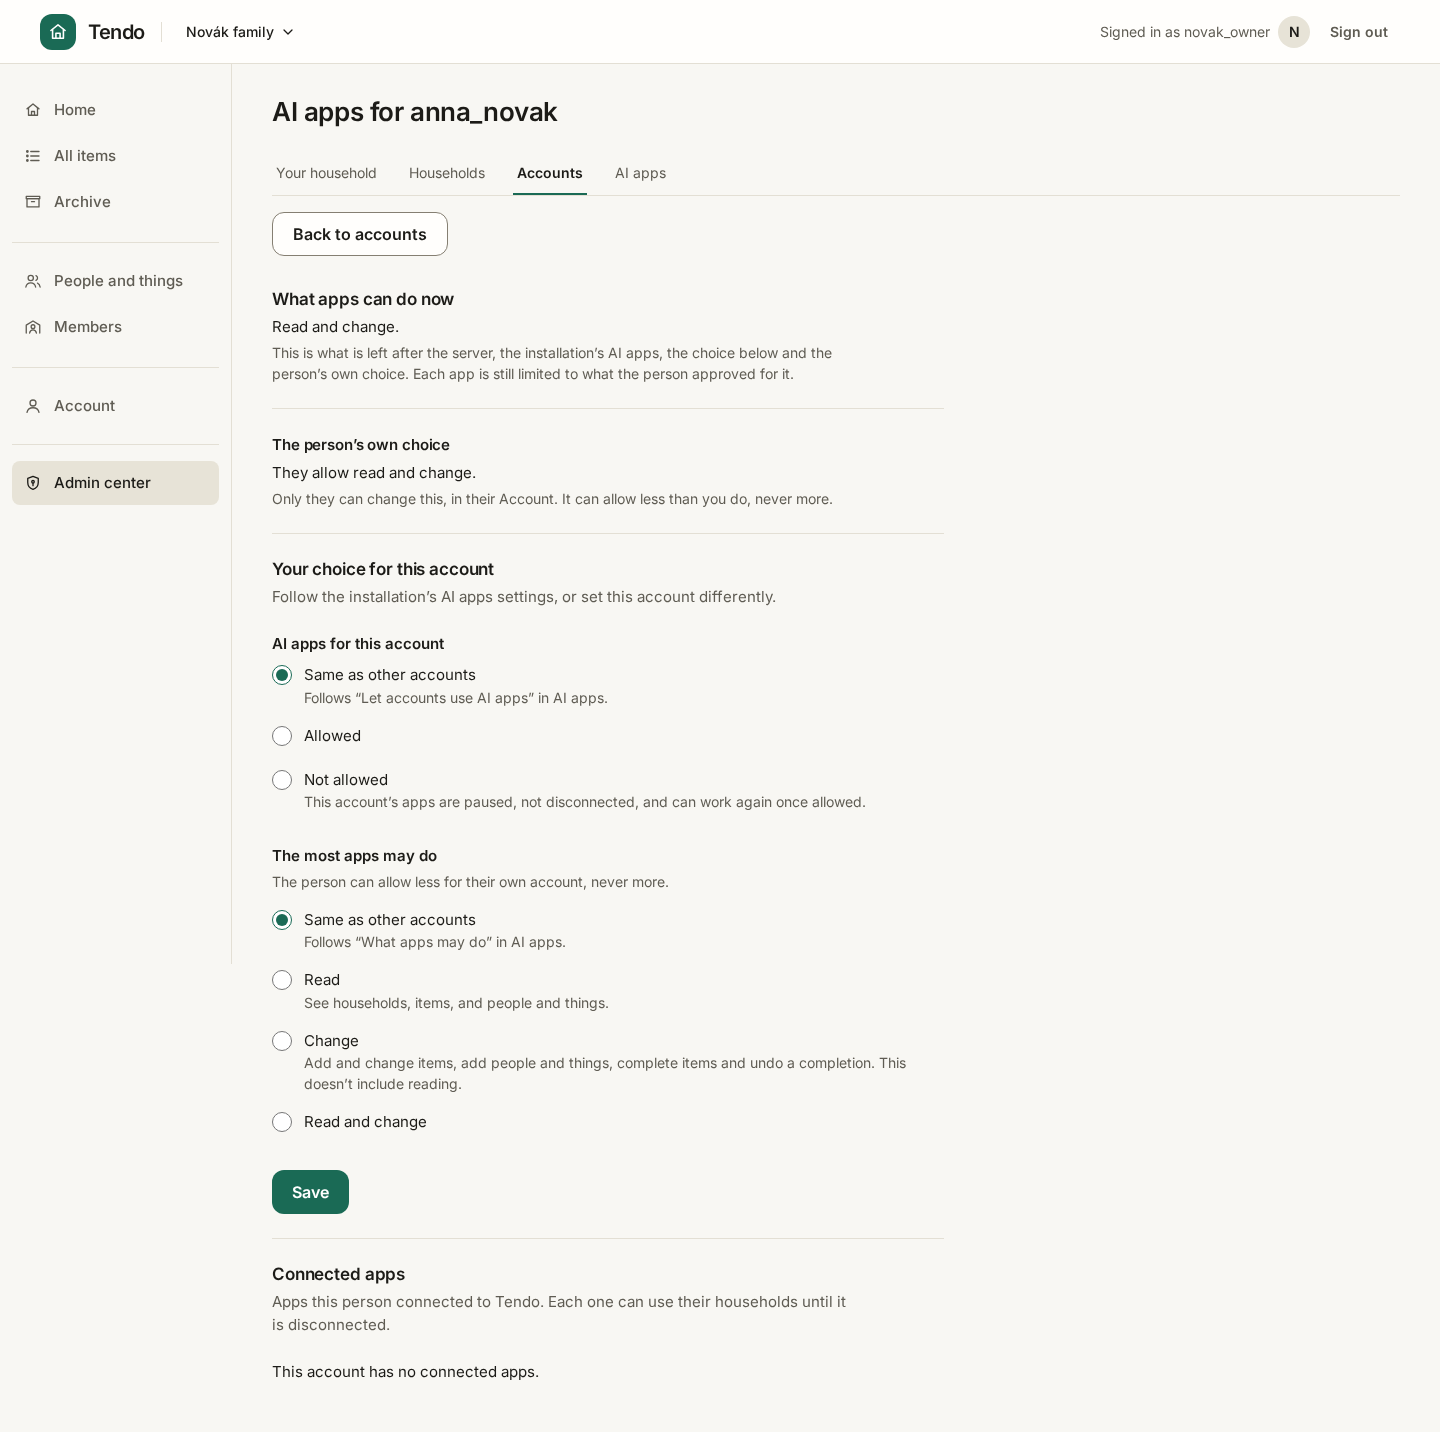 Tendo
Novák family
Signed in as novak_owner
N
Sign out
Home
All items
Archive
People and things
Members
Account
Admin center
AI apps for anna_novak
Your household
Households
Accounts
AI apps
Back to accounts
What apps can do now
Read and change.
This is what is left after the server, the installation’s AI apps, the choice below and the
person’s own choice. Each app is still limited to what the person approved for it.
The person’s own choice
They allow read and change.
Only they can change this, in their Account. It can allow less than you do, never more.
Your choice for this account
Follow the installation’s AI apps settings, or set this account differently.
AI apps for this account
Same as other accounts
Follows “Let accounts use AI apps” in AI apps.
Allowed
Not allowed
This account’s apps are paused, not disconnected, and can work again once allowed.
The most apps may do
The person can allow less for their own account, never more.
Same as other accounts
Follows “What apps may do” in AI apps.
Read
See households, items, and people and things.
Change
Add and change items, add people and things, complete items and undo a completion. This
doesn’t include reading.
Read and change
Save
Connected apps
Apps this person connected to Tendo. Each one can use their households until it
is disconnected.
This account has no connected apps.